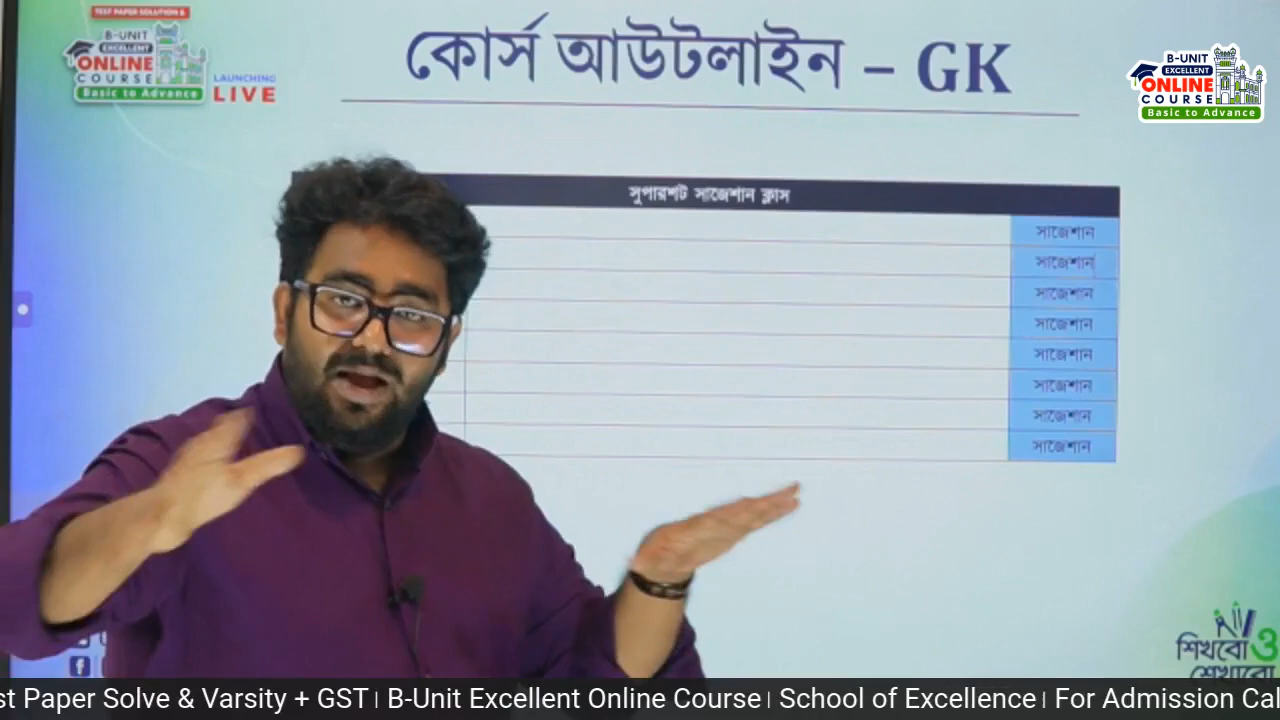 TEST PAPER SOLUTION &
B-UNIT
EXCELLENT
ONLINE
COURSE
Basic to Advance
LAUNCHING
LIVE
কোর্স আউটলাইন – GK
B-UNIT
EXCELLENT
ONLINE
COURSE
Basic to Advance
সুপারশট সাজেশান ক্লাস
সাজেশান
সাজেশান
সাজেশান
সাজেশান
সাজেশান
সাজেশান
সাজেশান
সাজেশান
শিখবো ও
শেখাবো
st Paper Solve & Varsity + GST। B-Unit Excellent Online Course। School of Excellence। For Admission Cal